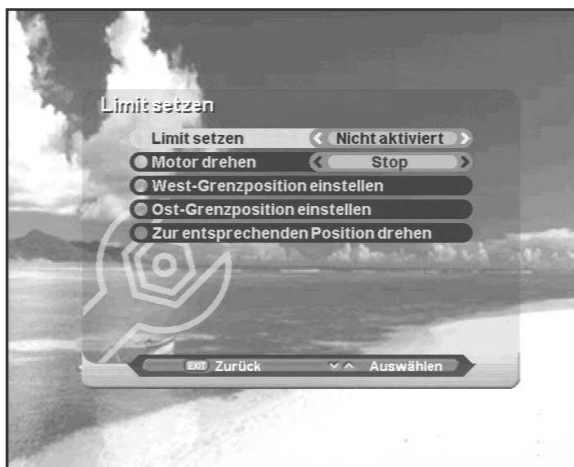 Limit setzen
Limit setzen Nicht aktiviert
Motor drehen Stop
West-Grenzposition einstellen
Ost-Grenzposition einstellen
Zur entsprechenden Position drehen
EXIT Zurück Auswählen